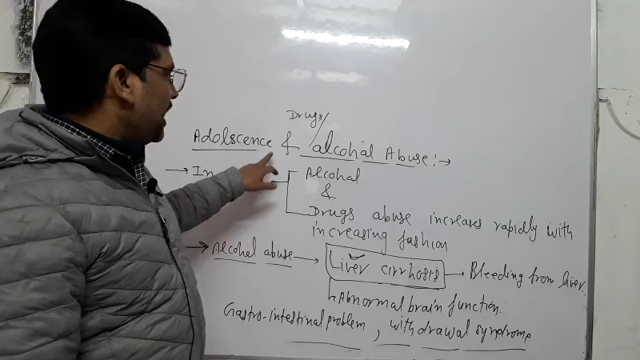 Drugs/
Adolscence & alcohal Abuse:→
→ In Alcohal
&
Drugs abuse increases rapidly with
increasing fashion
→ Alcohal abuse → Liver cirrhosis → Bleeding from liver.
→ Abnormal brain function.
Gastro-intestinal problem, withdrawal syndrome